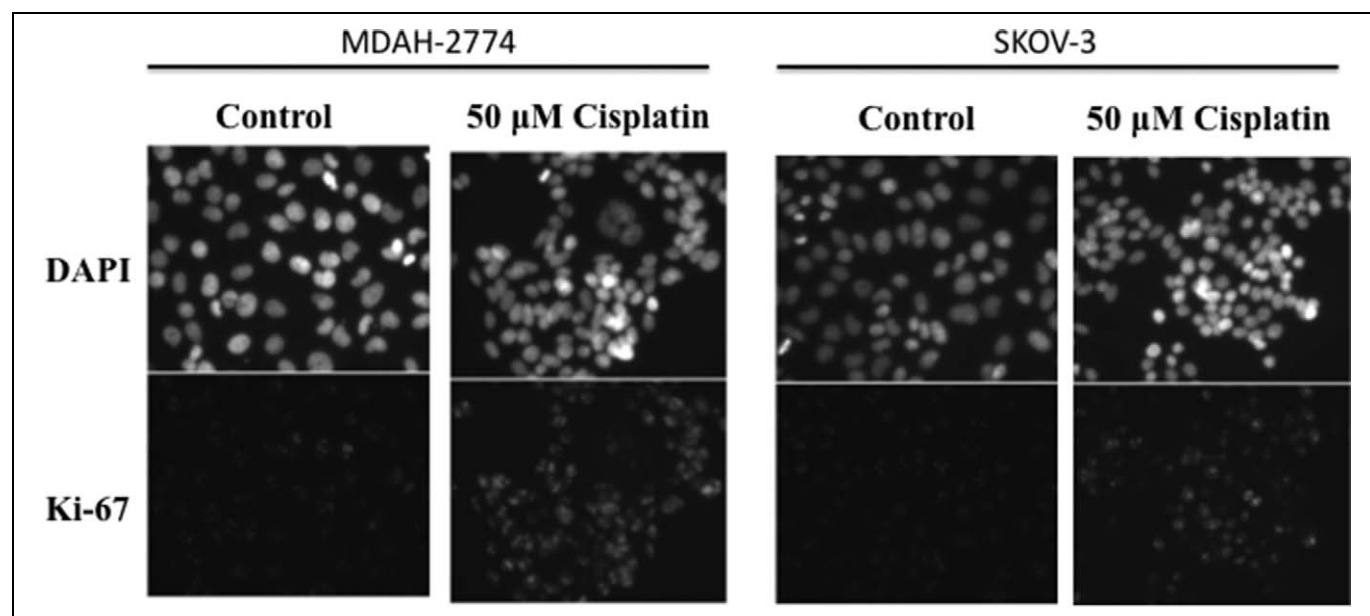 MDAH-2774 SKOV-3
Control 50 μM Cisplatin Control 50 μM Cisplatin
DAPI
Ki-67